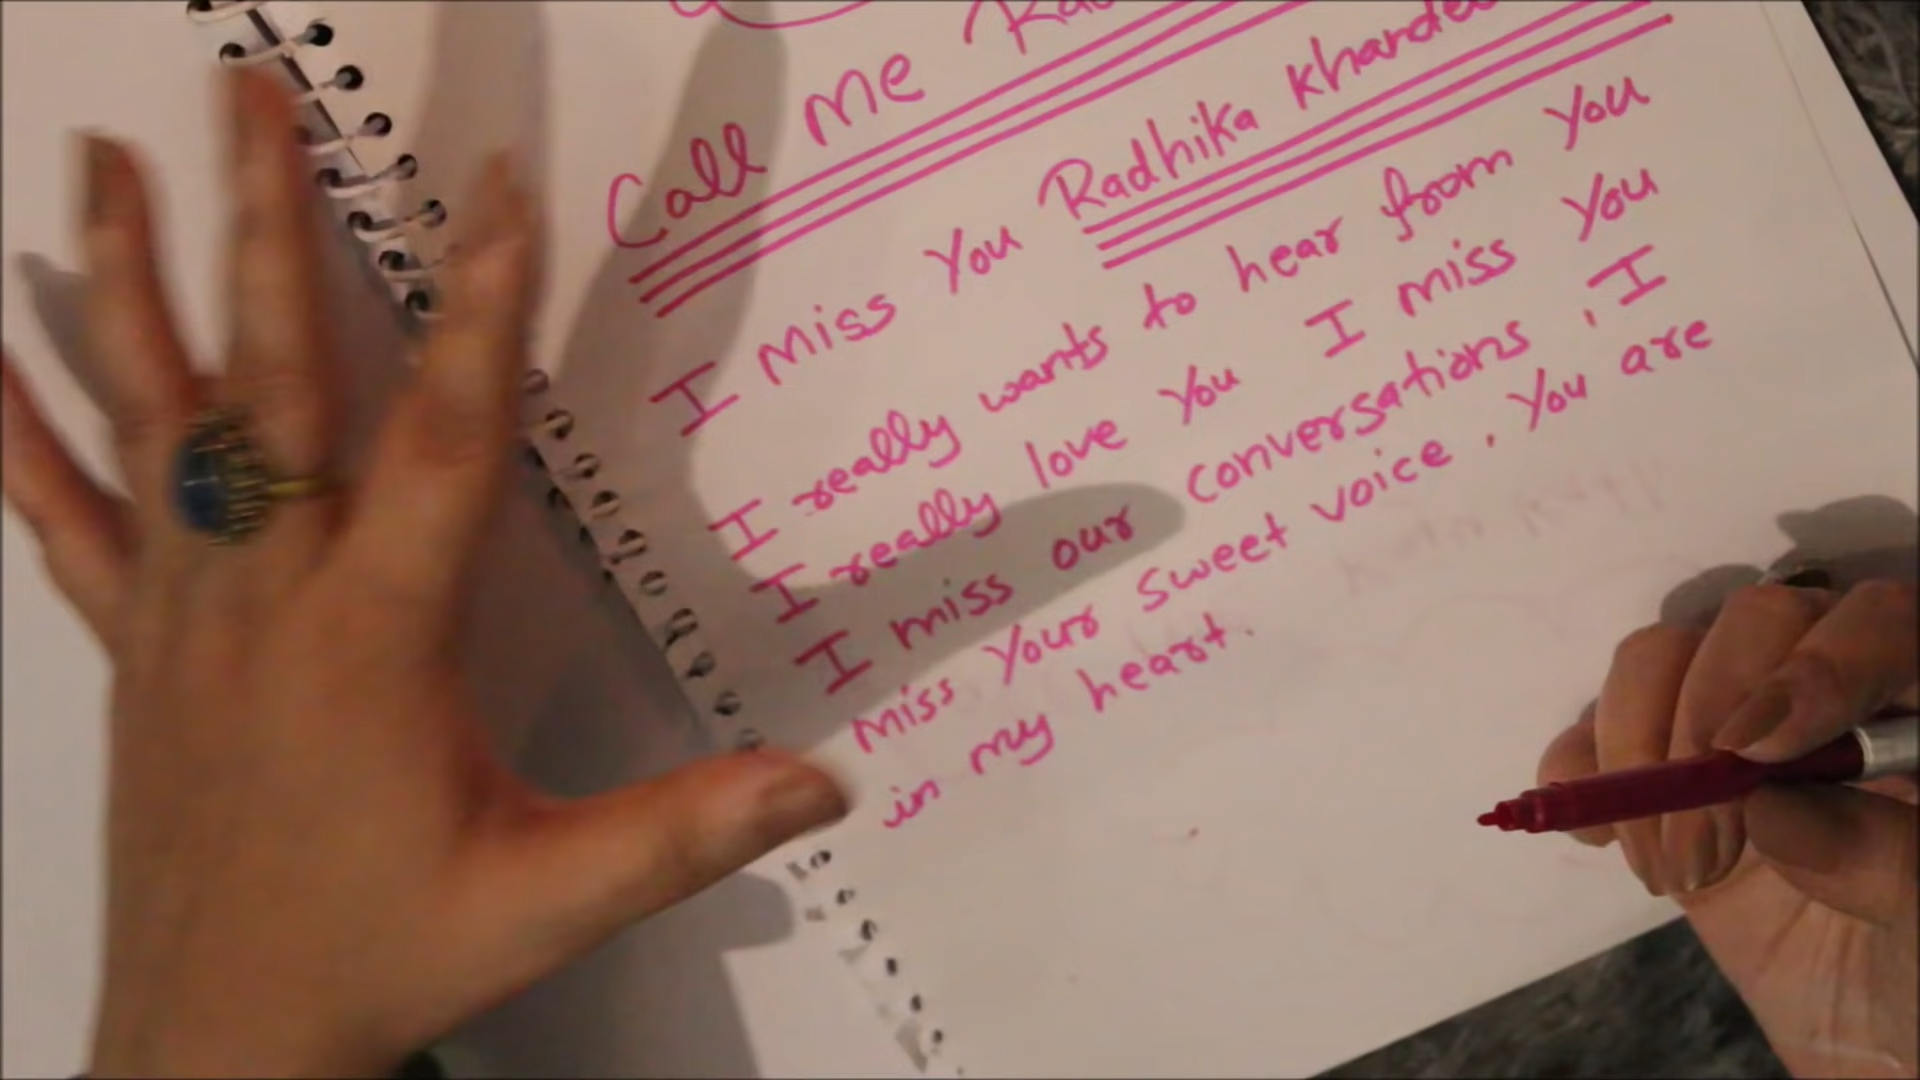 Call Me
I miss You Radhika
I really wants to hear from You
I really love You I miss You
I miss our conversations , I
miss Your sweet voice . You are
in my heart.